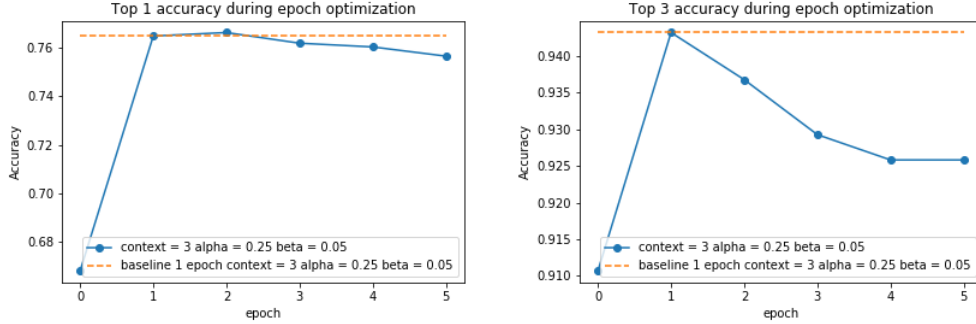 Top 1 accuracy during epoch optimization
Accuracy
0.76
0.74
0.72
0.70
0.68
context = 3 alpha = 0.25 beta = 0.05
baseline 1 epoch context = 3 alpha = 0.25 beta = 0.05
0 1 2 3 4 5
epoch
Top 3 accuracy during epoch optimization
Accuracy
0.940
0.935
0.930
0.925
0.920
0.915
0.910
context = 3 alpha = 0.25 beta = 0.05
baseline 1 epoch context = 3 alpha = 0.25 beta = 0.05
0 1 2 3 4 5
epoch